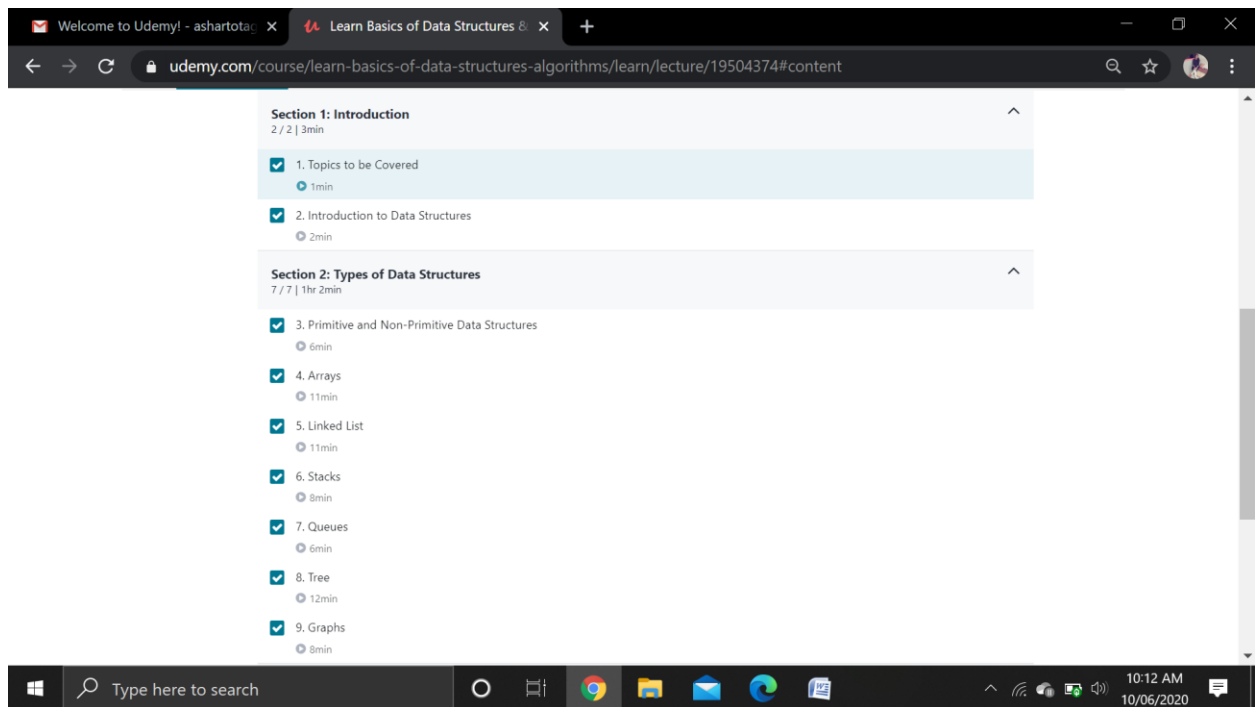 Welcome to Udemy! - ashartotag
Learn Basics of Data Structures &
udemy.com/course/learn-basics-of-data-structures-algorithms/learn/lecture/19504374#content
Section 1: Introduction
2 / 2 | 3min
1. Topics to be Covered
1min
2. Introduction to Data Structures
2min
Section 2: Types of Data Structures
7 / 7 | 1hr 2min
3. Primitive and Non-Primitive Data Structures
6min
4. Arrays
11min
5. Linked List
11min
6. Stacks
8min
7. Queues
6min
8. Tree
12min
9. Graphs
8min
Type here to search
10:12 AM
10/06/2020